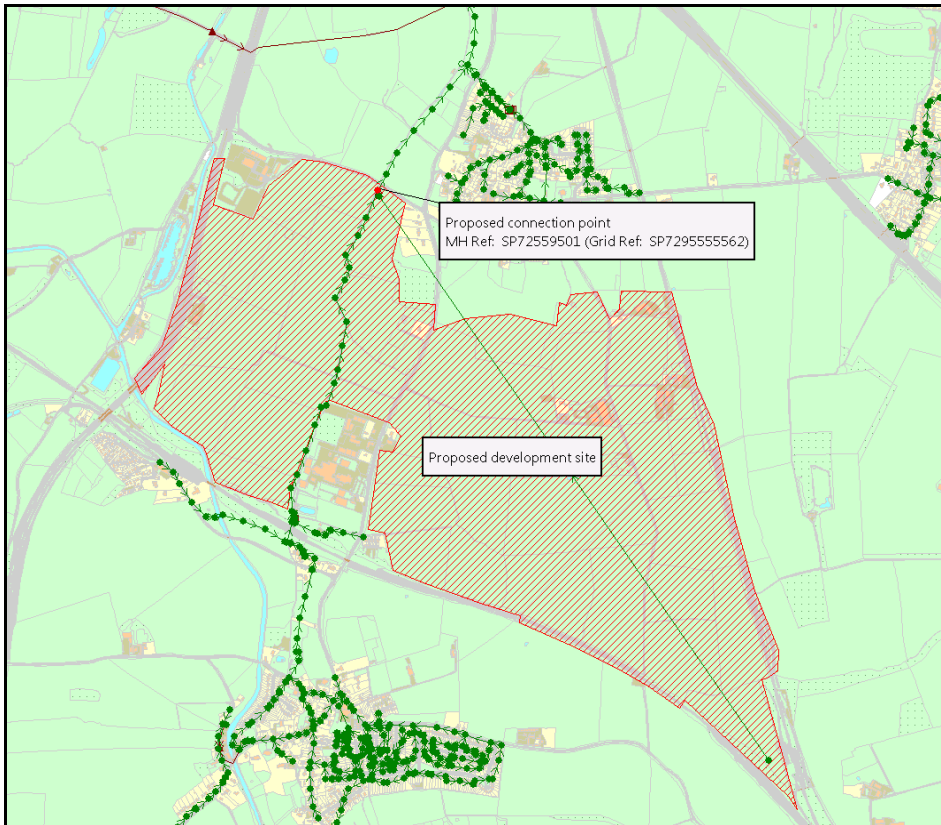 Proposed connection point
MH Ref: SP72559501 (Grid Ref: SP7295555562)
Proposed development site